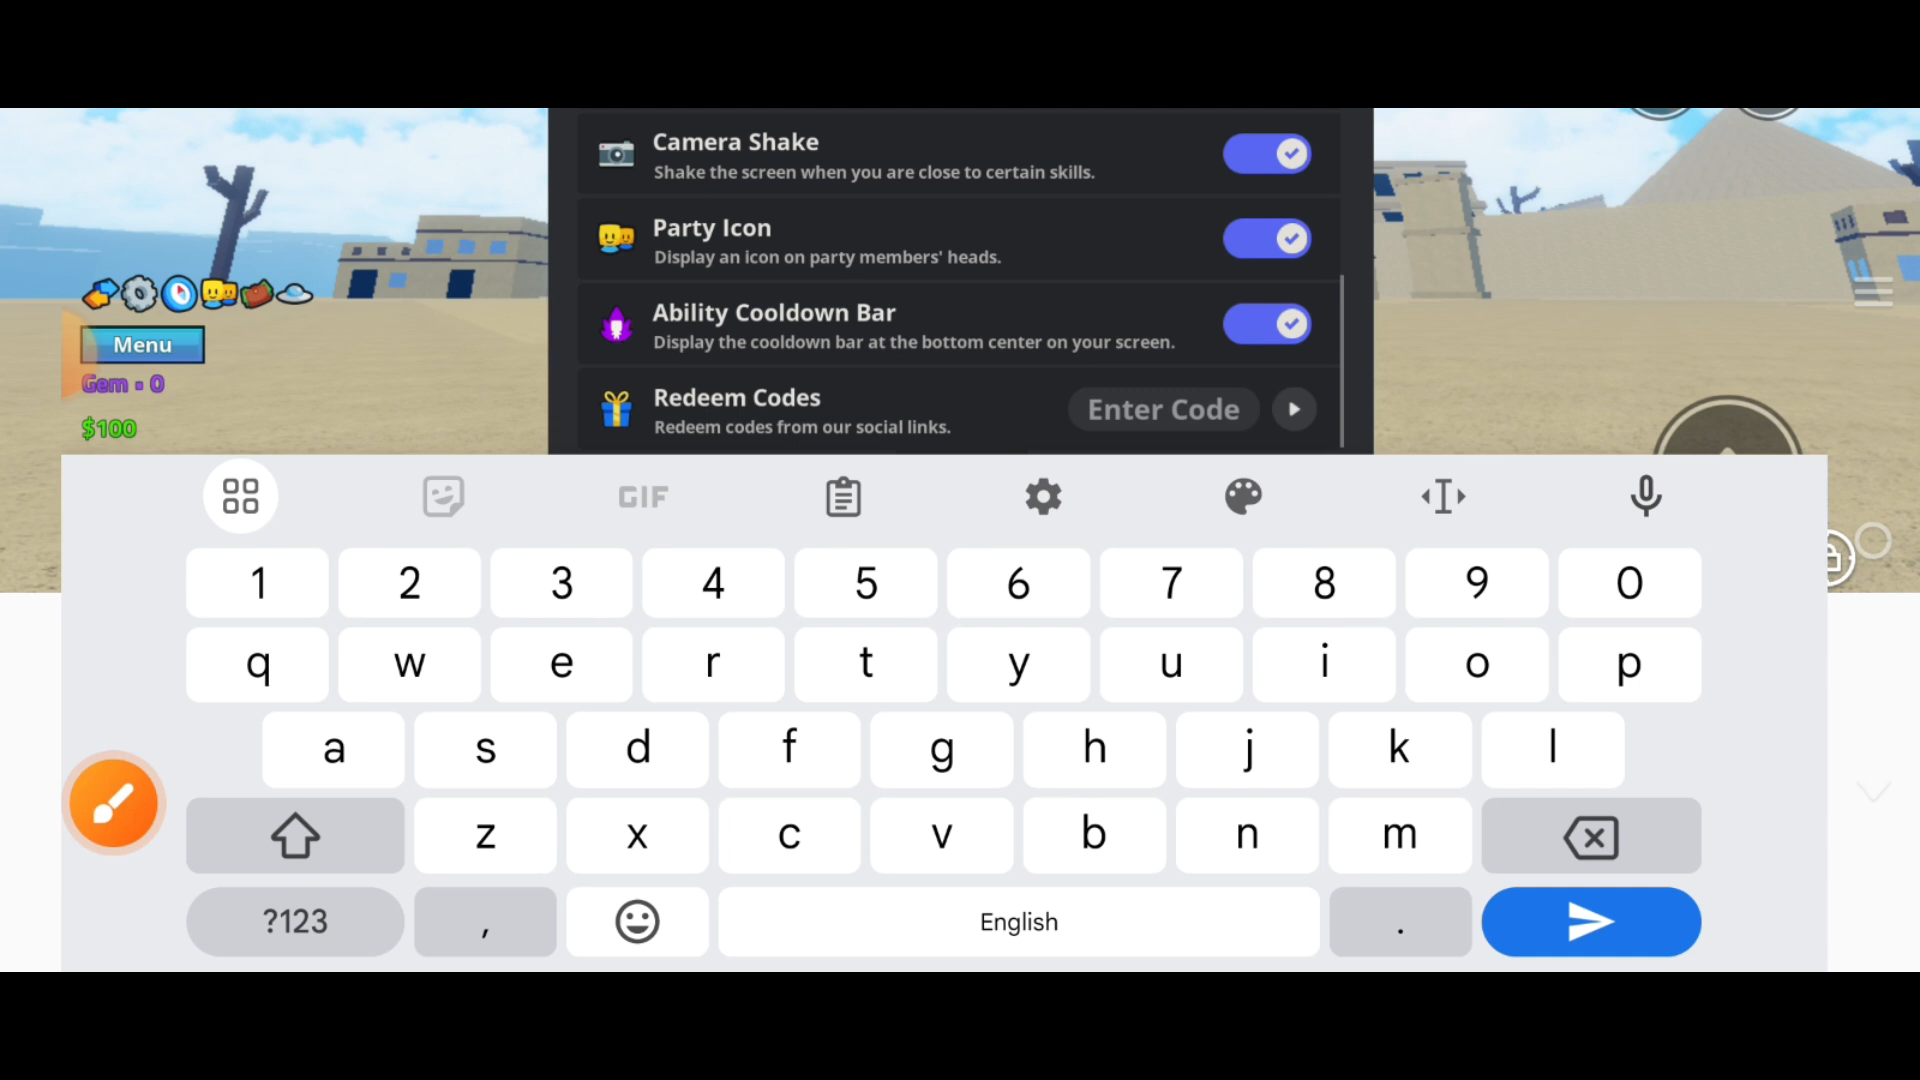 Camera Shake
Shake the screen when you are close to certain skills.
Party Icon
Display an icon on party members' heads.
Ability Cooldown Bar
Display the cooldown bar at the bottom center on your screen.
Redeem Codes
Redeem codes from our social links.
Enter Code
Menu
Gem • 0
$100
GIF
1 2 3 4 5 6 7 8 9 0
q w e r t y u i o p
a s d f g h j k l
z x c v b n m
?123 , English .